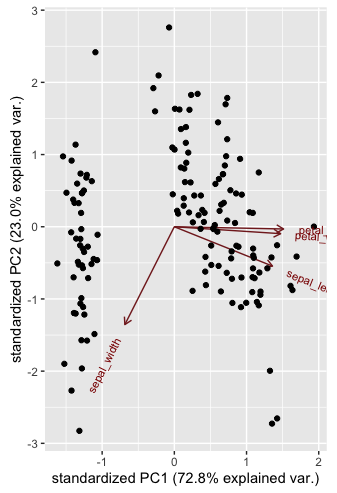 3
2
1
0
-1
-2
-3
standardized PC2 (23.0% explained var.)
petal_
petal_
sepal_le
sepal_width
-1
0
1
2
standardized PC1 (72.8% explained var.)